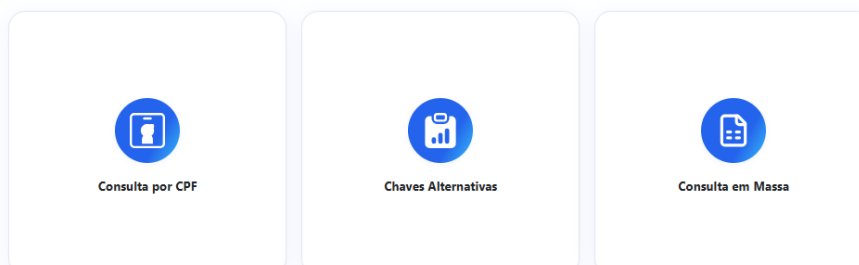 Consulta por CPF
Chaves Alternativas
Consulta em Massa